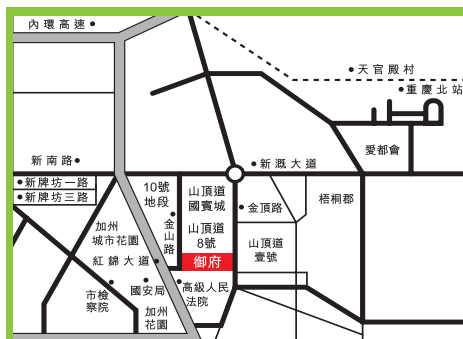 內環高速
天官殿村
重慶北站
愛都會
新南路
新溉大道
新牌坊一路
新牌坊三路
10號
地段
山頂道
國賓城
梧桐郡
金頂路
加州
城市花園
金山路
山頂道
8號
山頂道
壹號
紅錦大道
御府
市檢
察院
國安局
高級人民
法院
加州
花園